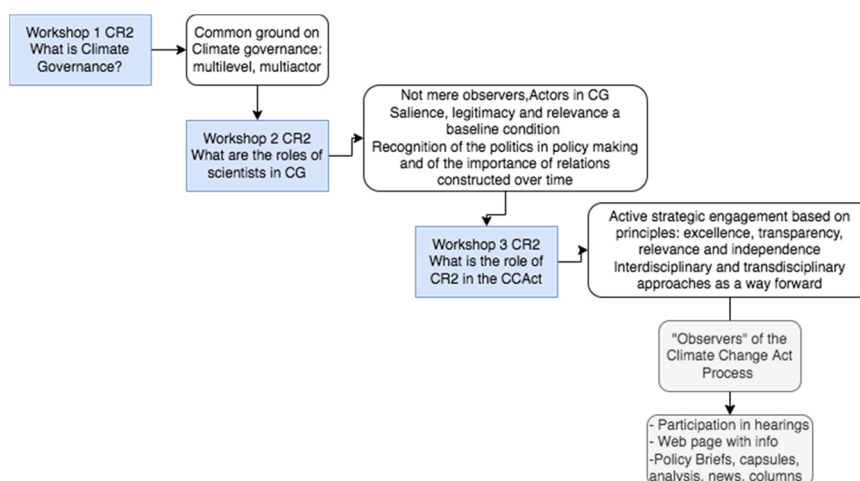 Workshop 1 CR2
What is Climate
Governance?
Common ground on
Climate governance:
multilevel, multiactor
Workshop 2 CR2
What are the roles of
scientists in CG
Not mere observers,Actors in CG
Salience, legitimacy and relevance a
baseline condition
Recognition of the politics in policy making
and of the importance of relations
constructed over time
Workshop 3 CR2
What is the role of
CR2 in the CCAct
Active strategic engagement based on
principles: excellence, transparency,
relevance and independence
Interdisciplinary and transdisciplinary
approaches as a way forward
"Observers" of the
Climate Change Act
Process
- Participation in hearings
- Web page with info
-Policy Briefs, capsules,
analysis, news, columns